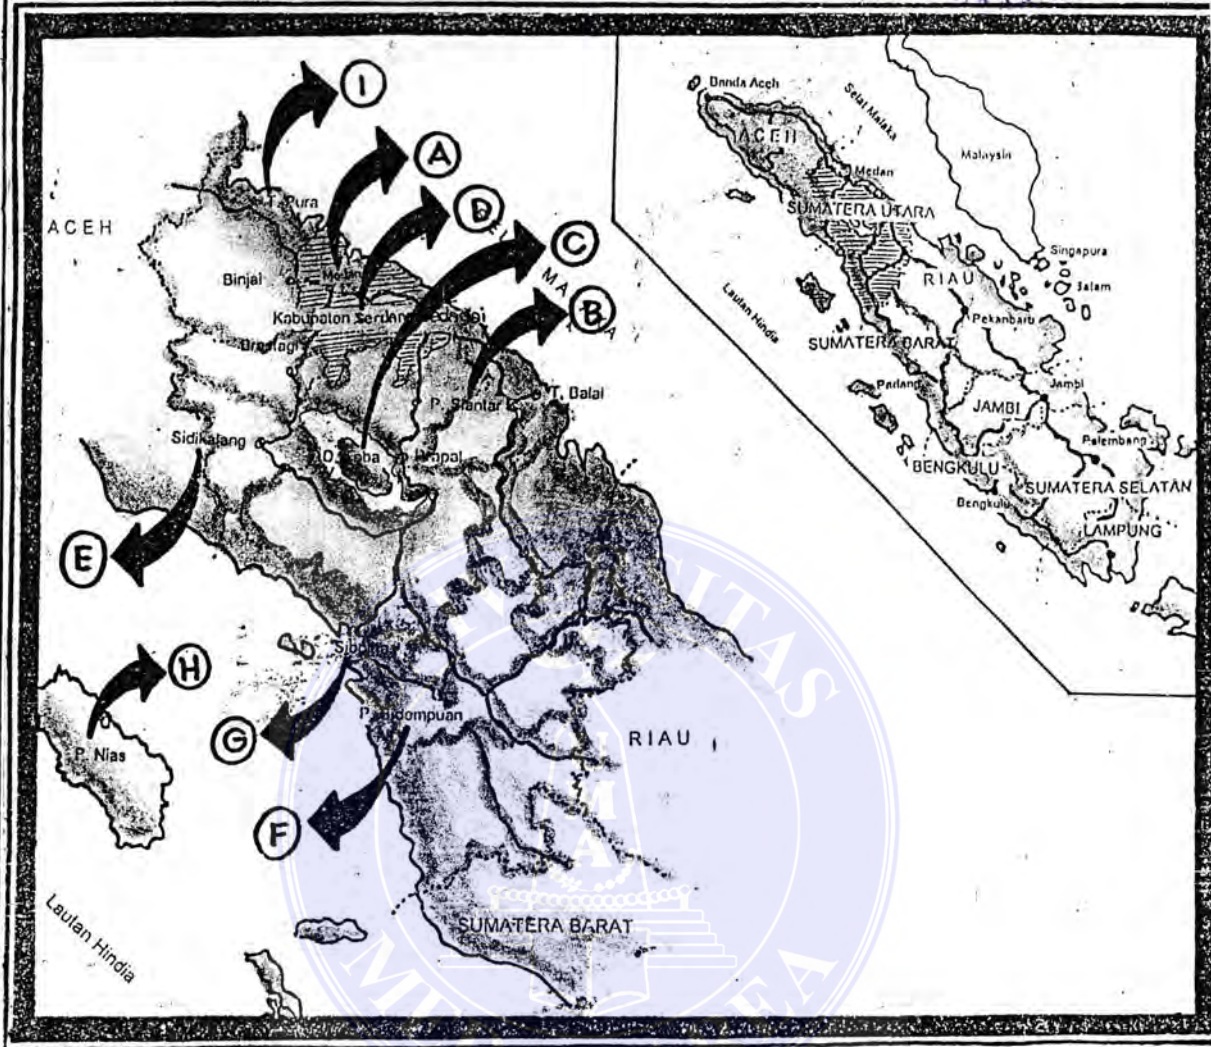 I
A
D
C
B
ACEH
T. Pura
Medan
Binjai
Kabupaten Serdang Bedagai
Brastagi
P. Siantar
T. Balai
Sidikalang
D. Toba
E
Sibolga
H
P. Nias
G
P. Sidempuan
F
RIAU
SUMATERA BARAT
Lautan Hindia
Banda Aceh
ACEH
Selat Malaka
Malaysia
Medan
SUMATERA UTARA
Singapura
RIAU
Batam
Lautan Hindia
Pekanbaru
SUMATERA BARAT
Padang
Jambi
JAMBI
Palembang
BENGKULU
SUMATERA SELATAN
Bengkulu
LAMPUNG